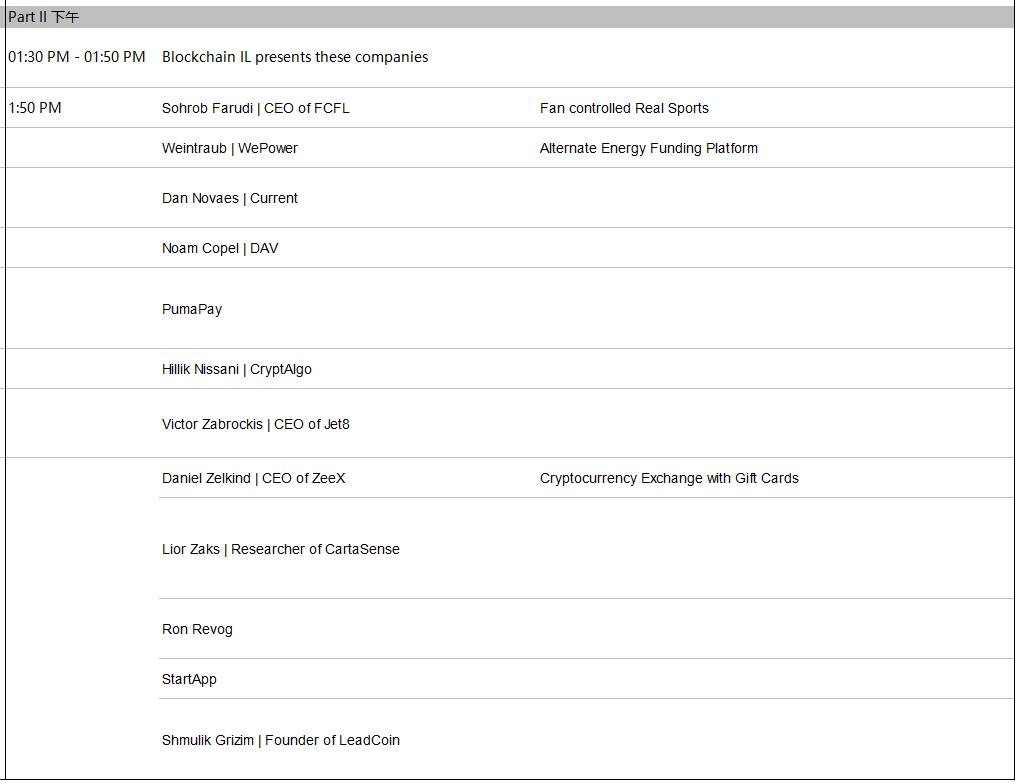 Part II 下午
01:30 PM - 01:50 PM Blockchain IL presents these companies
1:50 PM Sohrob Farudi | CEO of FCFL Fan controlled Real Sports
Weintraub | WePower Alternate Energy Funding Platform
Dan Novaes | Current
Noam Copel | DAV
PumaPay
Hillik Nissani | CryptAlgo
Victor Zabrockis | CEO of Jet8
Daniel Zelkind | CEO of ZeeX Cryptocurrency Exchange with Gift Cards
Lior Zaks | Researcher of CartaSense
Ron Revog
StartApp
Shmulik Grizim | Founder of LeadCoin